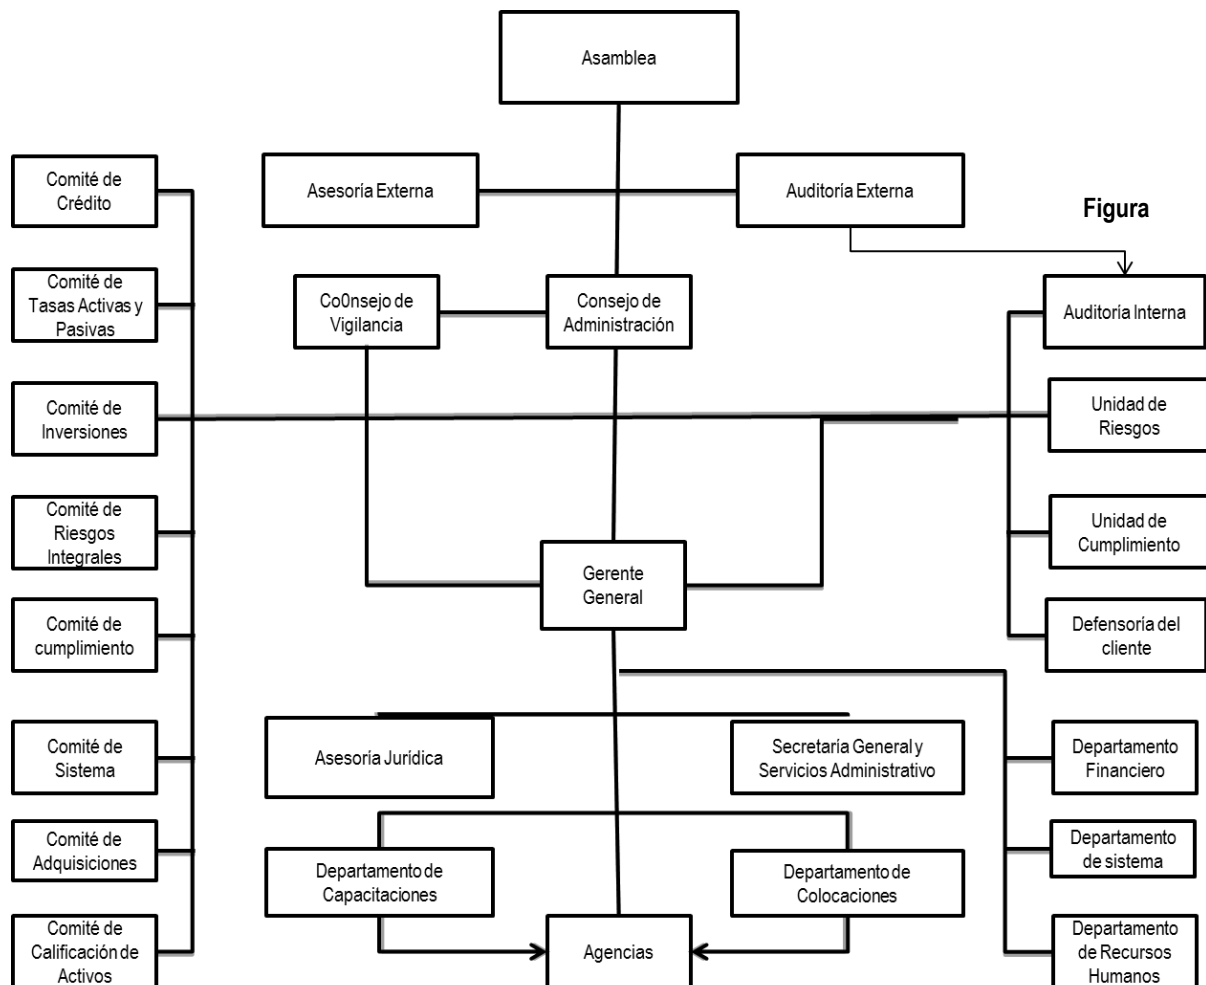 Asamblea
Asesoría Externa
Auditoría Externa
Figura
Comité de
Crédito
Comité de
Tasas Activas y
Pasivas
Co0nsejo de
Vigilancia
Consejo de
Administración
Auditoría Interna
Comité de
Inversiones
Unidad de
Riesgos
Comité de
Riesgos
Integrales
Unidad de
Cumplimiento
Gerente
General
Comité de
cumplimiento
Defensoría del
cliente
Comité de
Sistema
Asesoría Jurídica
Secretaría General y
Servicios Administrativo
Departamento
Financiero
Comité de
Adquisiciones
Departamento
de sistema
Departamento de
Capacitaciones
Departamento de
Colocaciones
Comité de
Calificación de
Activos
Agencias
Departamento
de Recursos
Humanos